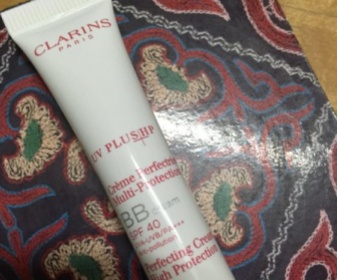 CLARINS
PARIS
UV PLUS HP
Crème Perfectrice
Multi-Protection
BB
SPF 40
Perfecting Cream
High Protection